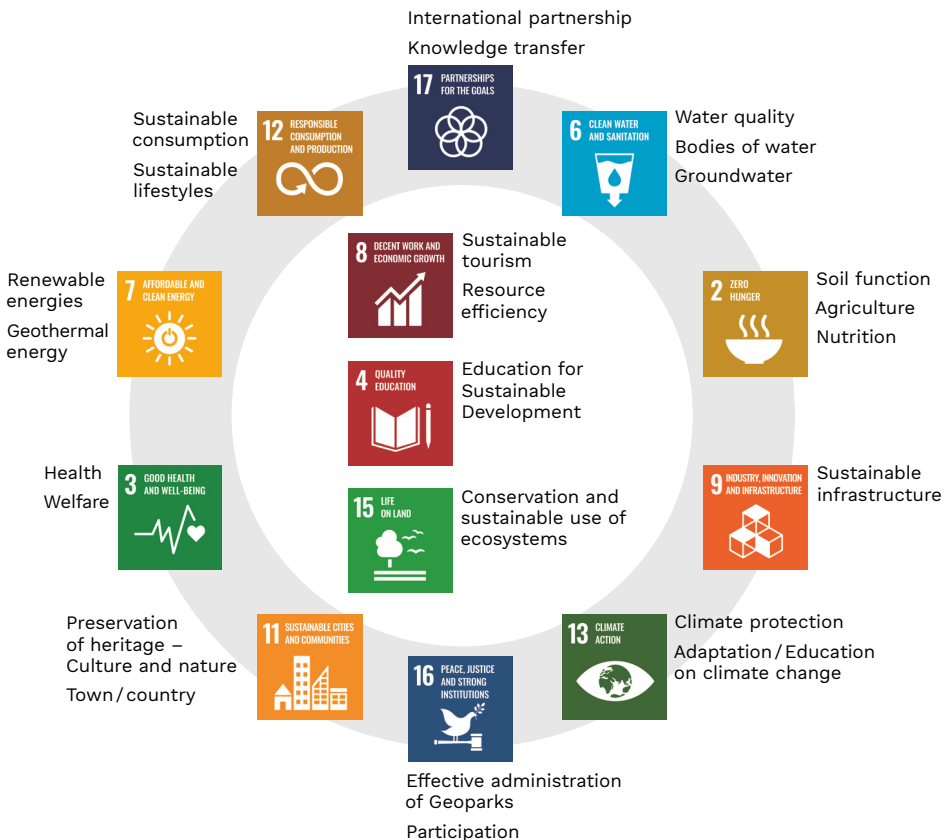 International partnership
Knowledge transfer
17 PARTNERSHIPS
FOR THE GOALS
Sustainable
consumption
Sustainable
lifestyles
12 RESPONSIBLE
CONSUMPTION
AND PRODUCTION
6 CLEAN WATER
AND SANITATION
Water quality
Bodies of water
Groundwater
8 DECENT WORK AND
ECONOMIC GROWTH
Sustainable
tourism
Resource
efficiency
Renewable
energies
Geothermal
energy
7 AFFORDABLE AND
CLEAN ENERGY
2 ZERO
HUNGER
Soil function
Agriculture
Nutrition
4 QUALITY
EDUCATION
Education for
Sustainable
Development
Health
Welfare
3 GOOD HEALTH
AND WELL-BEING
15 LIFE
ON LAND
Conservation and
sustainable use of
ecosystems
9 INDUSTRY, INNOVATION
AND INFRASTRUCTURE
Sustainable
infrastructure
Preservation
of heritage –
Culture and nature
Town / country
11 SUSTAINABLE CITIES
AND COMMUNITIES
13 CLIMATE
ACTION
Climate protection
Adaptation / Education
on climate change
16 PEACE, JUSTICE
AND STRONG
INSTITUTIONS
Effective administration
of Geoparks
Participation